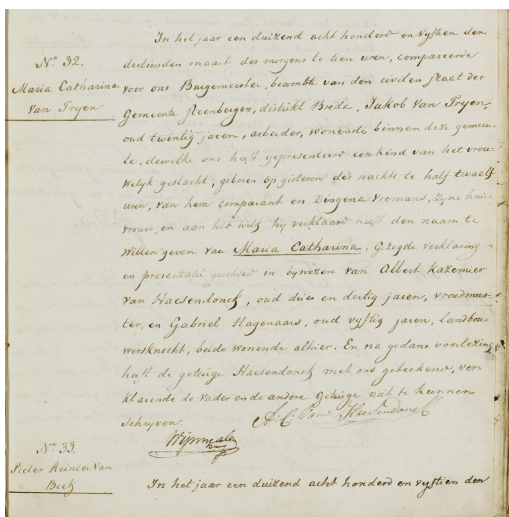 In het jaar een duizend acht honderd en vyftien den
N.º 32.
Maria Catharina
Van Tryen
dertienden maart des morgens te tien uren, compareerde
voor ons Burgemeester, beambte van den civilen staat der
Gemeente Steenbergen, distrikt Breda, Jakob Van Tryen,
oud twintig jaren, arbeider, wonende binnen deze gemeen-
te, dewelke ons heeft gepresenteerd een kind van het vrou-
welyk geslacht, geboren op gisteren des nachts te half twaalf
uren, van hem comparant en Dingena Vromans, zyne huis-
vrouw, en aan het welk hy verklaard heeft den naam te
willen geven van Maria Catharina. Gezegde verklaring
en presentatie geschied in bywezen van Albert Kazemier
Van Haesendonck, oud drie en dertig jaren, vroedmees-
ter, en Gabriel Hagenaars, oud vyftig jaren, landbou-
wersknecht, beide wonende alhier. En na gedane voorlezing
heeft de getuige Haesendonck met ons geteekend, ver-
klarende de Vader en de andere Getuige niet te kunnen
Schryven
A. C. Van Haesendonck
N.º 33.
Pieter Reinier Van
Beek
In het jaar een duizend acht honderd en vyftien den